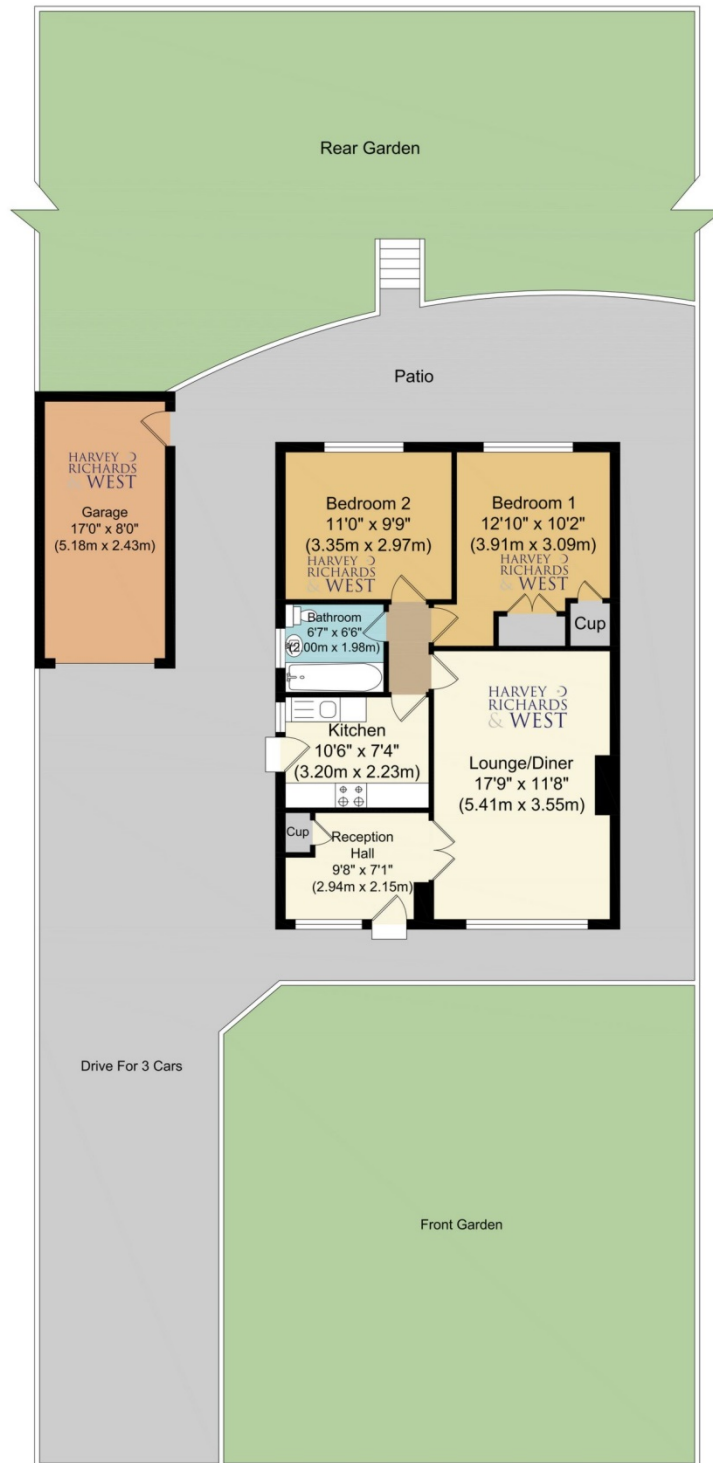 Rear Garden
Patio
HARVEY
RICHARDS
& WEST
Garage
17'0" x 8'0"
(5.18m x 2.43m)
Bedroom 2
11'0" x 9'9"
(3.35m x 2.97m)
HARVEY
RICHARDS
& WEST
Bedroom 1
12'10" x 10'2"
(3.91m x 3.09m)
HARVEY
RICHARDS
& WEST
Cup
Bathroom
6'7" x 6'6"
(2.00m x 1.98m)
HARVEY
RICHARDS
& WEST
Kitchen
10'6" x 7'4"
(3.20m x 2.23m)
Lounge/Diner
17'9" x 11'8"
(5.41m x 3.55m)
Cup
Reception
Hall
9'8" x 7'1"
(2.94m x 2.15m)
Drive For 3 Cars
Front Garden